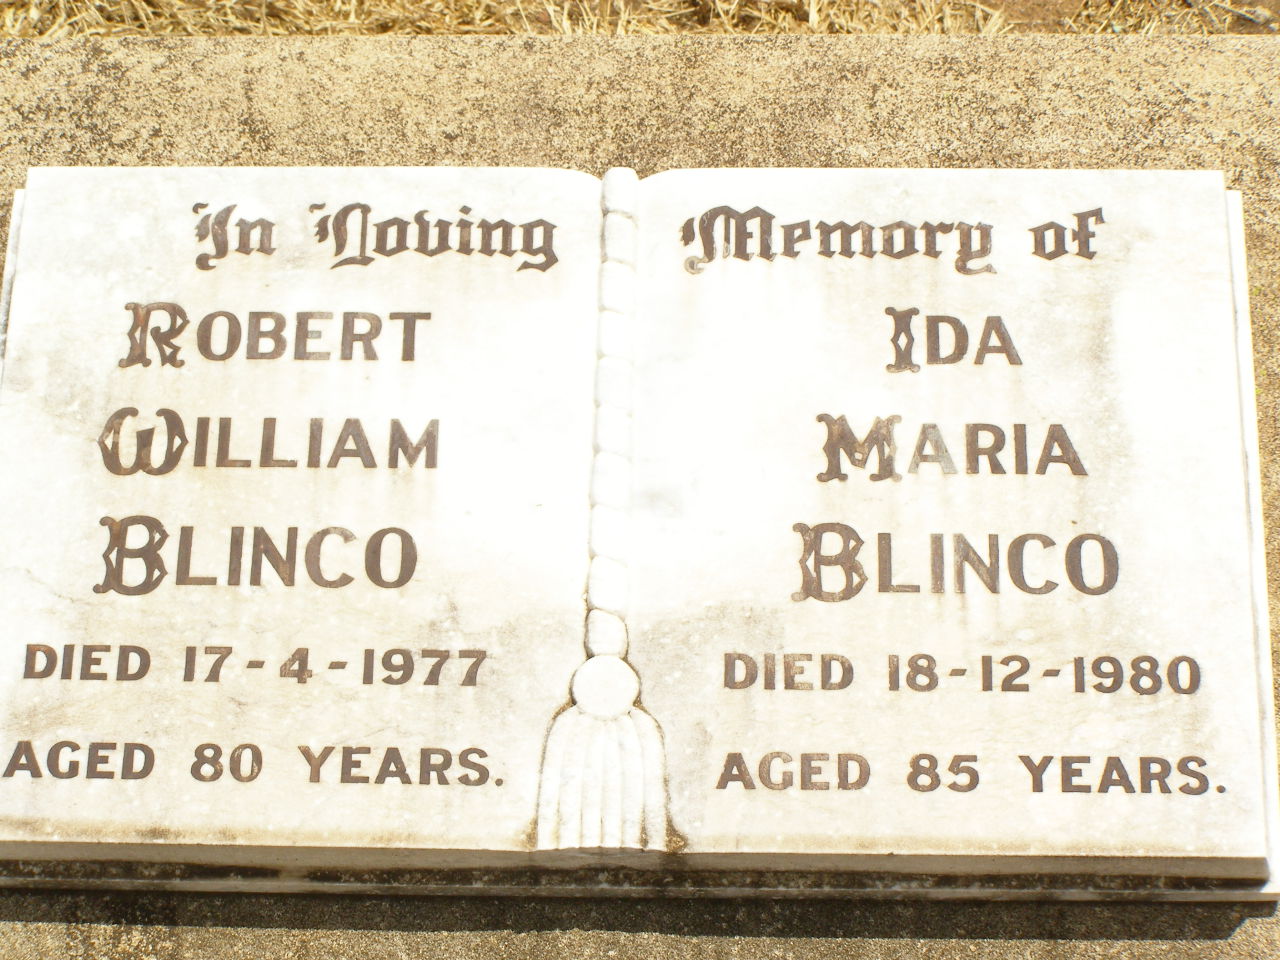 In Loving Memory of
ROBERT
WILLIAM
BLINCO
DIED 17-4-1977
AGED 80 YEARS.
IDA
MARIA
BLINCO
DIED 18-12-1980
AGED 85 YEARS.